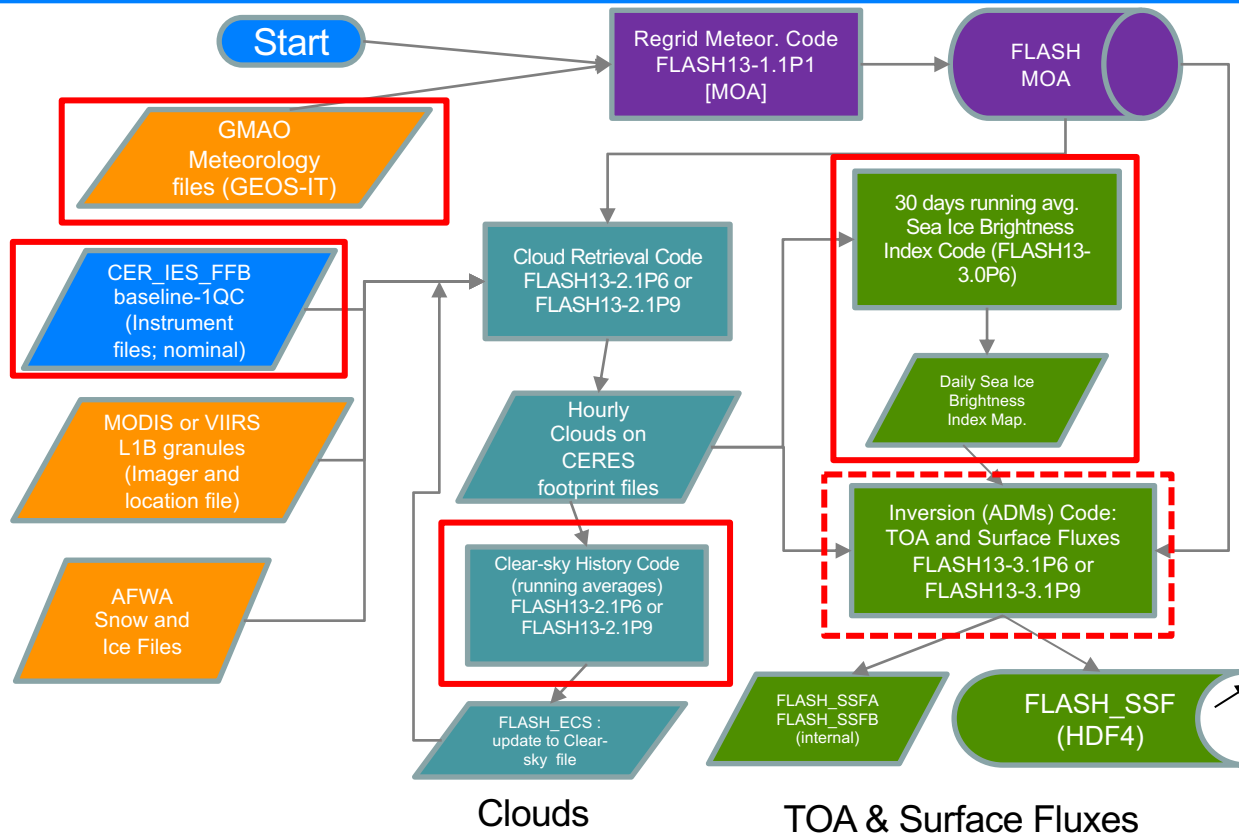 Start
Regrid Meteor. Code
FLASH13-1.1P1
[MOA]
FLASH
MOA
GMAO
Meteorology
files (GEOS-IT)
CER_IES_FFB
baseline-1QC
(Instrument
files; nominal)
MODIS or VIIRS
L1B granules
(Imager and
location file)
AFWA
Snow and
Ice Files
Cloud Retrieval Code
FLASH13-2.1P6 or
FLASH13-2.1P9
Hourly
Clouds on
CERES
footprint files
Clear-sky History Code
(running averages)
FLASH13-2.1P6 or
FLASH13-2.1P9
FLASH_ECS :
update to Clear-
sky file
30 days running avg.
Sea Ice Brightness
Index Code (FLASH13-
3.0P6)
Daily Sea Ice
Brightness
Index Map.
Inversion (ADMs) Code:
TOA and Surface Fluxes
FLASH13-3.1P6 or
FLASH13-3.1P9
FLASH_SSFA
FLASH_SSFB
(internal)
FLASH_SSF
(HDF4)
Clouds
TOA & Surface Fluxes